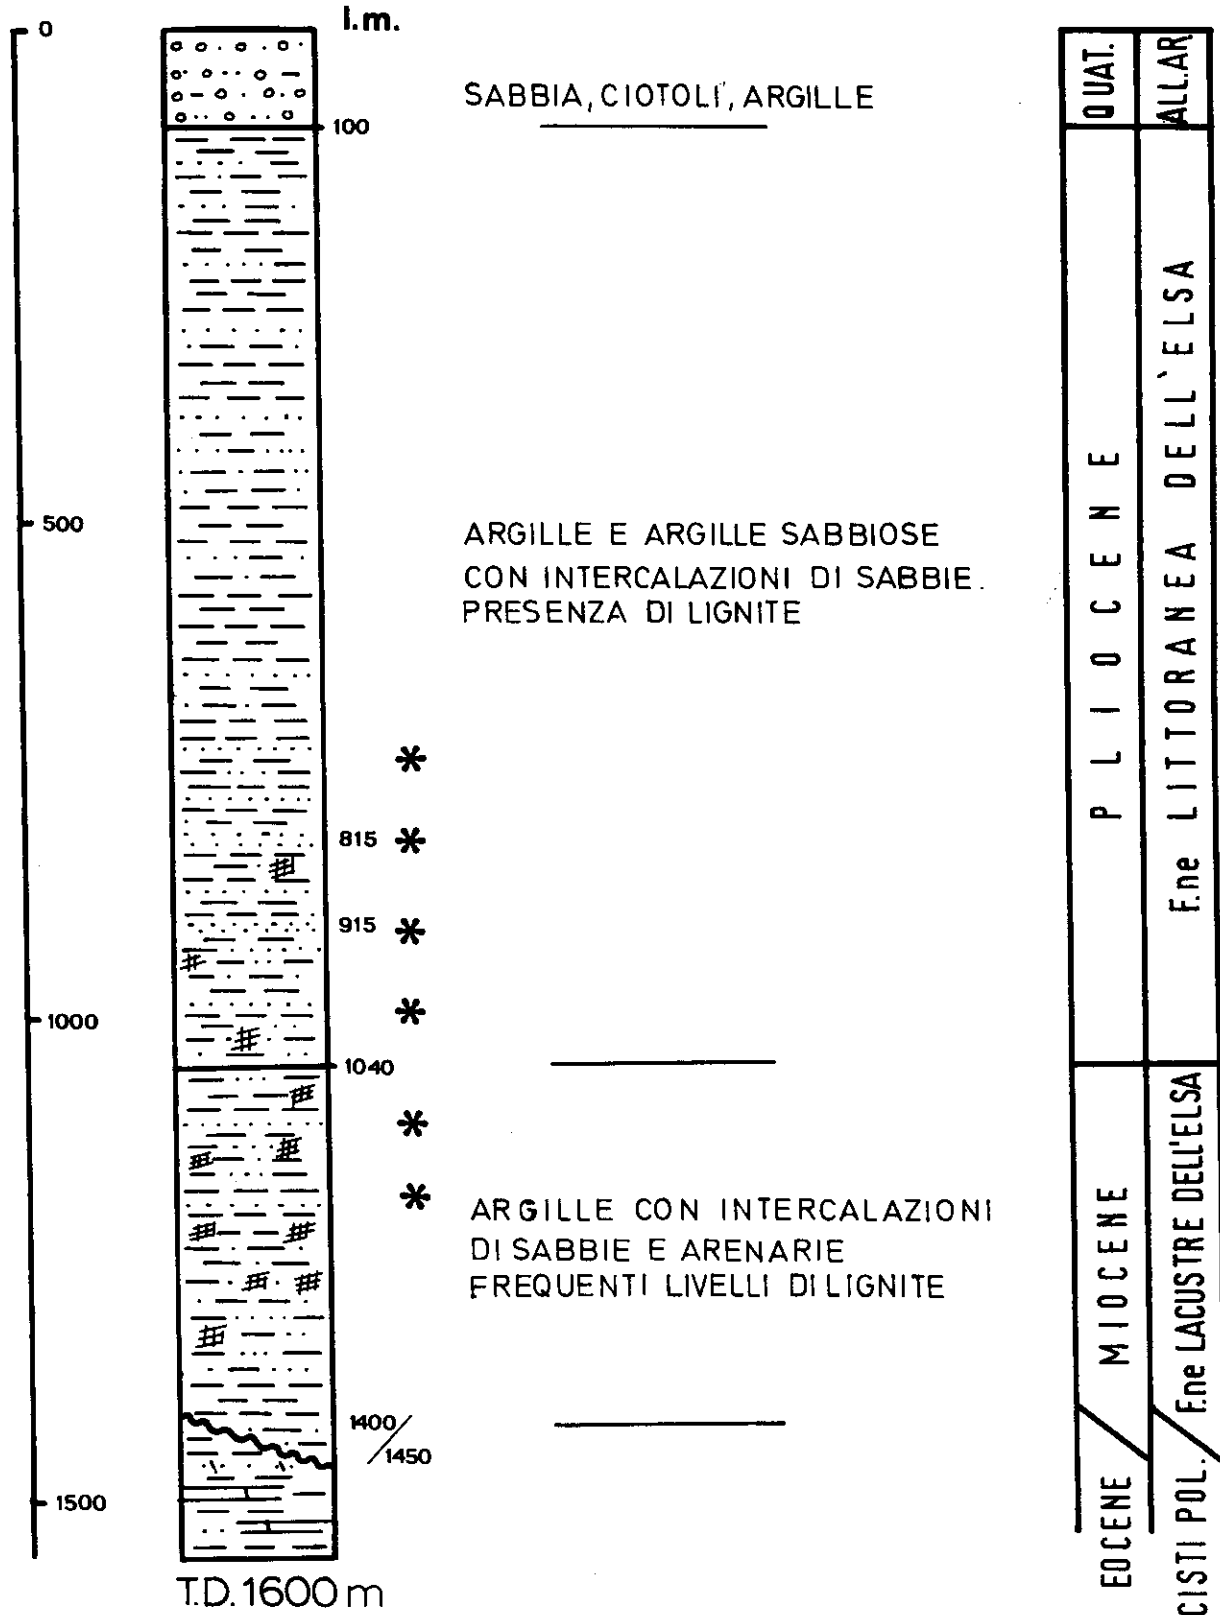 l.m.
0
500
1000
1500
100
815
915
1040
1400/
/1450
T.D. 1600 m
SABBIA, CIOTOLI, ARGILLE
ARGILLE E ARGILLE SABBIOSE
CON INTERCALAZIONI DI SABBIE.
PRESENZA DI LIGNITE
*
*
*
*
*
*
ARGILLE CON INTERCALAZIONI
DI SABBIE E ARENARIE
FREQUENTI LIVELLI DI LIGNITE
QUAT.
PLIOCENE
MIOCENE
EOCENE
ALL.AR.
F.ne LITTORANEA DELL'ELSA
F.ne LACUSTRE DELL'ELSA
CISTI POL.